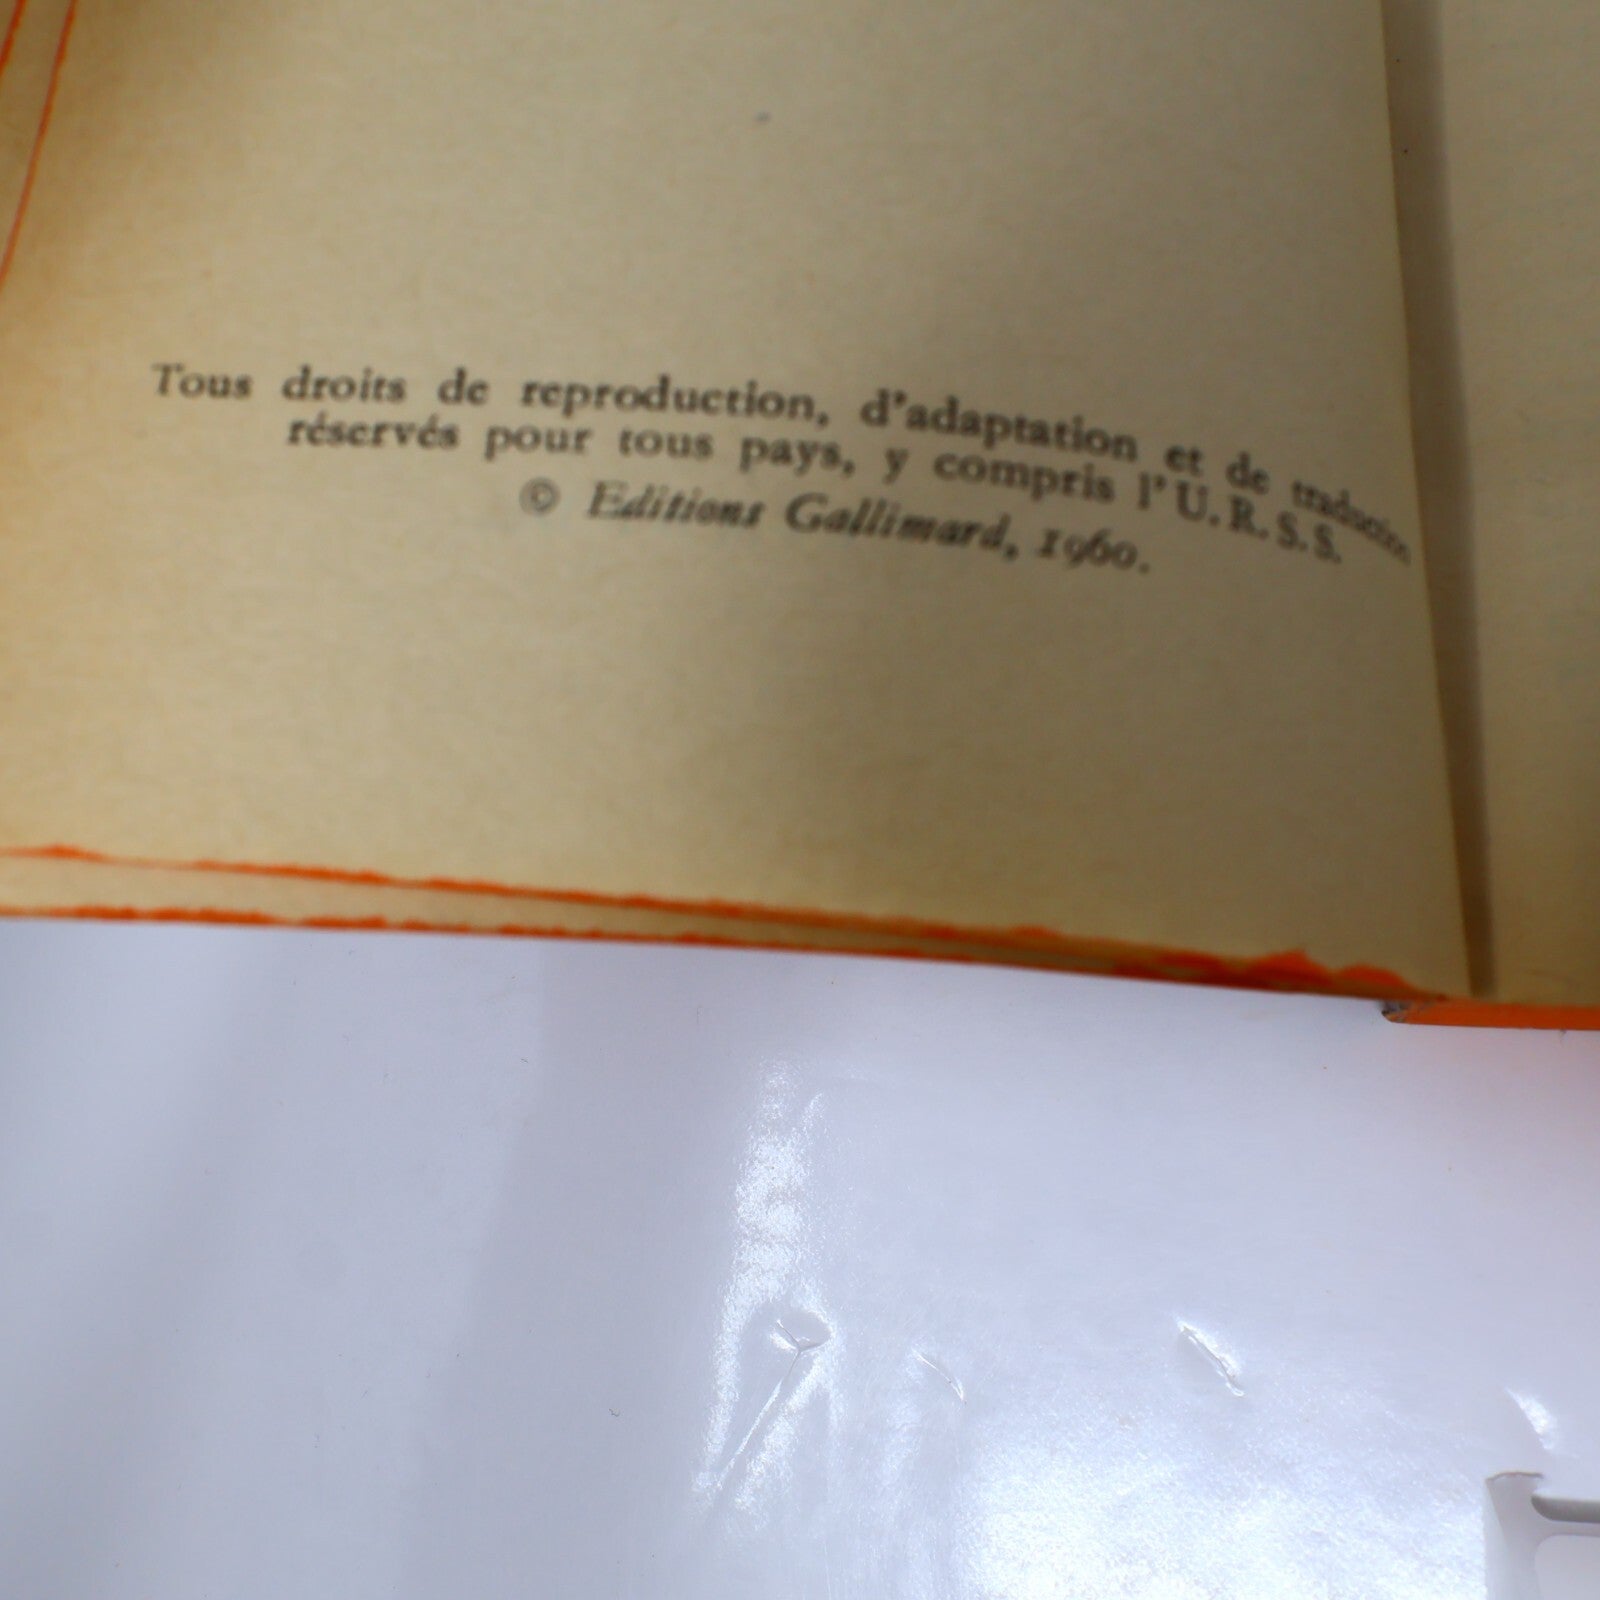 Tous droits de reproduction, d'adaptation et de traduction
réservés pour tous pays, y compris l'U.R.S.S.
© Editions Gallimard, 1960.